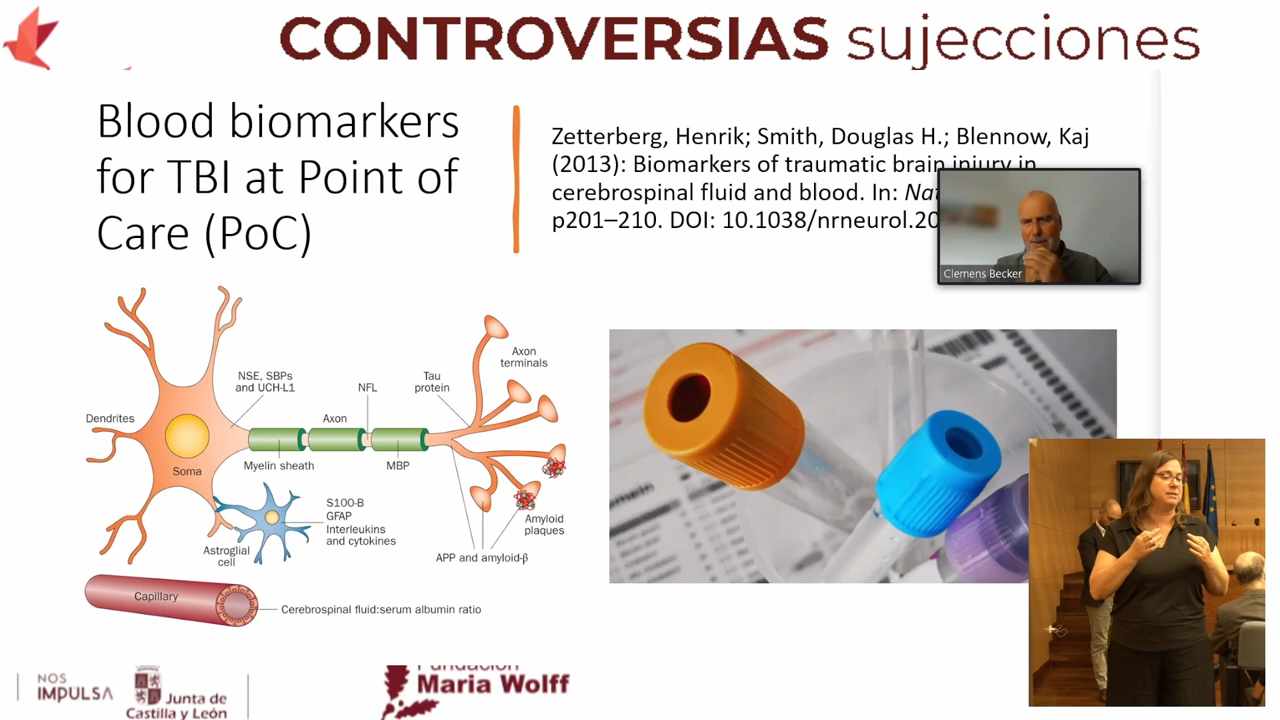 CONTROVERSIAS sujecciones
Blood biomarkers
for TBI at Point of
Care (PoC)
Zetterberg, Henrik; Smith, Douglas H.; Blennow, Kaj
(2013): Biomarkers of traumatic brain injury in
cerebrospinal fluid and blood. In:
p201–210. DOI: 10.1038/nrneurol.20
Clemens Becker
Dendrites
Soma
NSE, SBPs
and UCH-L1
Axon
NFL
Tau
protein
Axon
terminals
Myelin sheath
MBP
S100-B
GFAP
Interleukins
and cytokines
Astroglial
cell
Amyloid
plaques
APP and amyloid-β
Capillary
Cerebrospinal fluid:serum albumin ratio
NOS
IMPULSA
Junta de
Castilla y León
Fundación
Maria Wolff